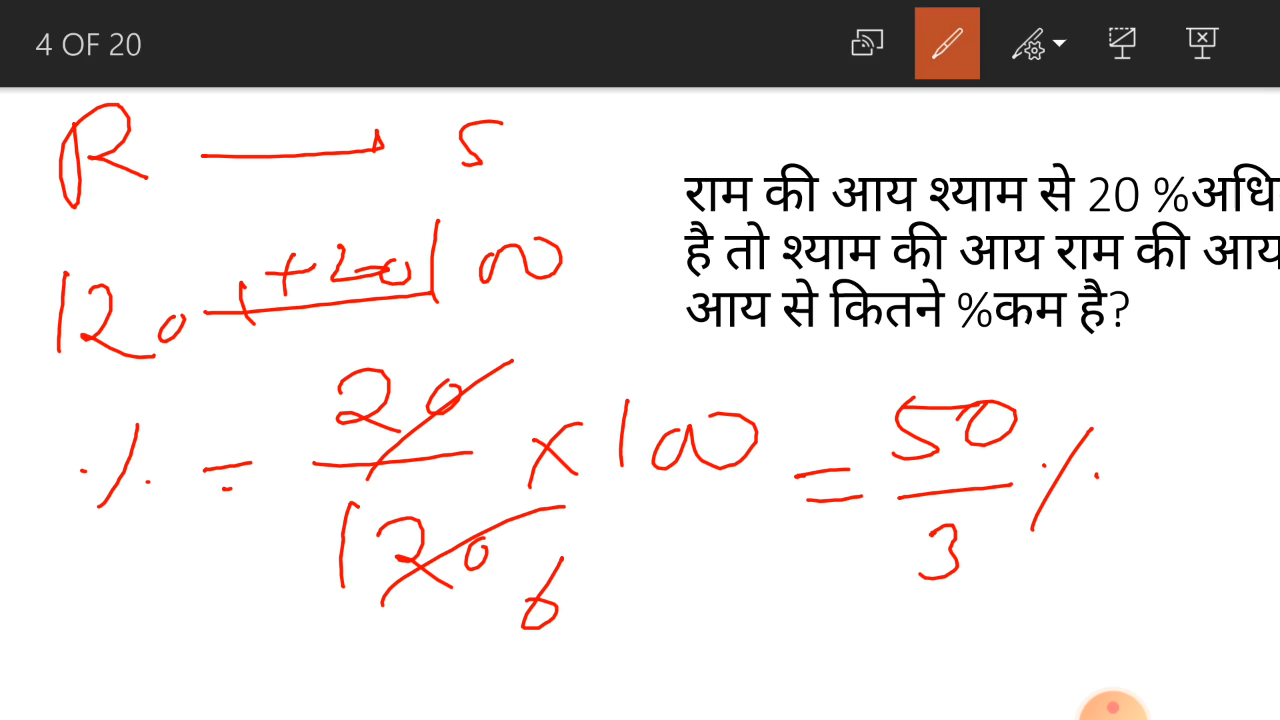 4 OF 20
R → S
120 +20 100
राम की आय श्याम से 20 %अधि
है तो श्याम की आय राम की आय
आय से कितने %कम है?
% = 20/120 × 100 = 50/3 %
6